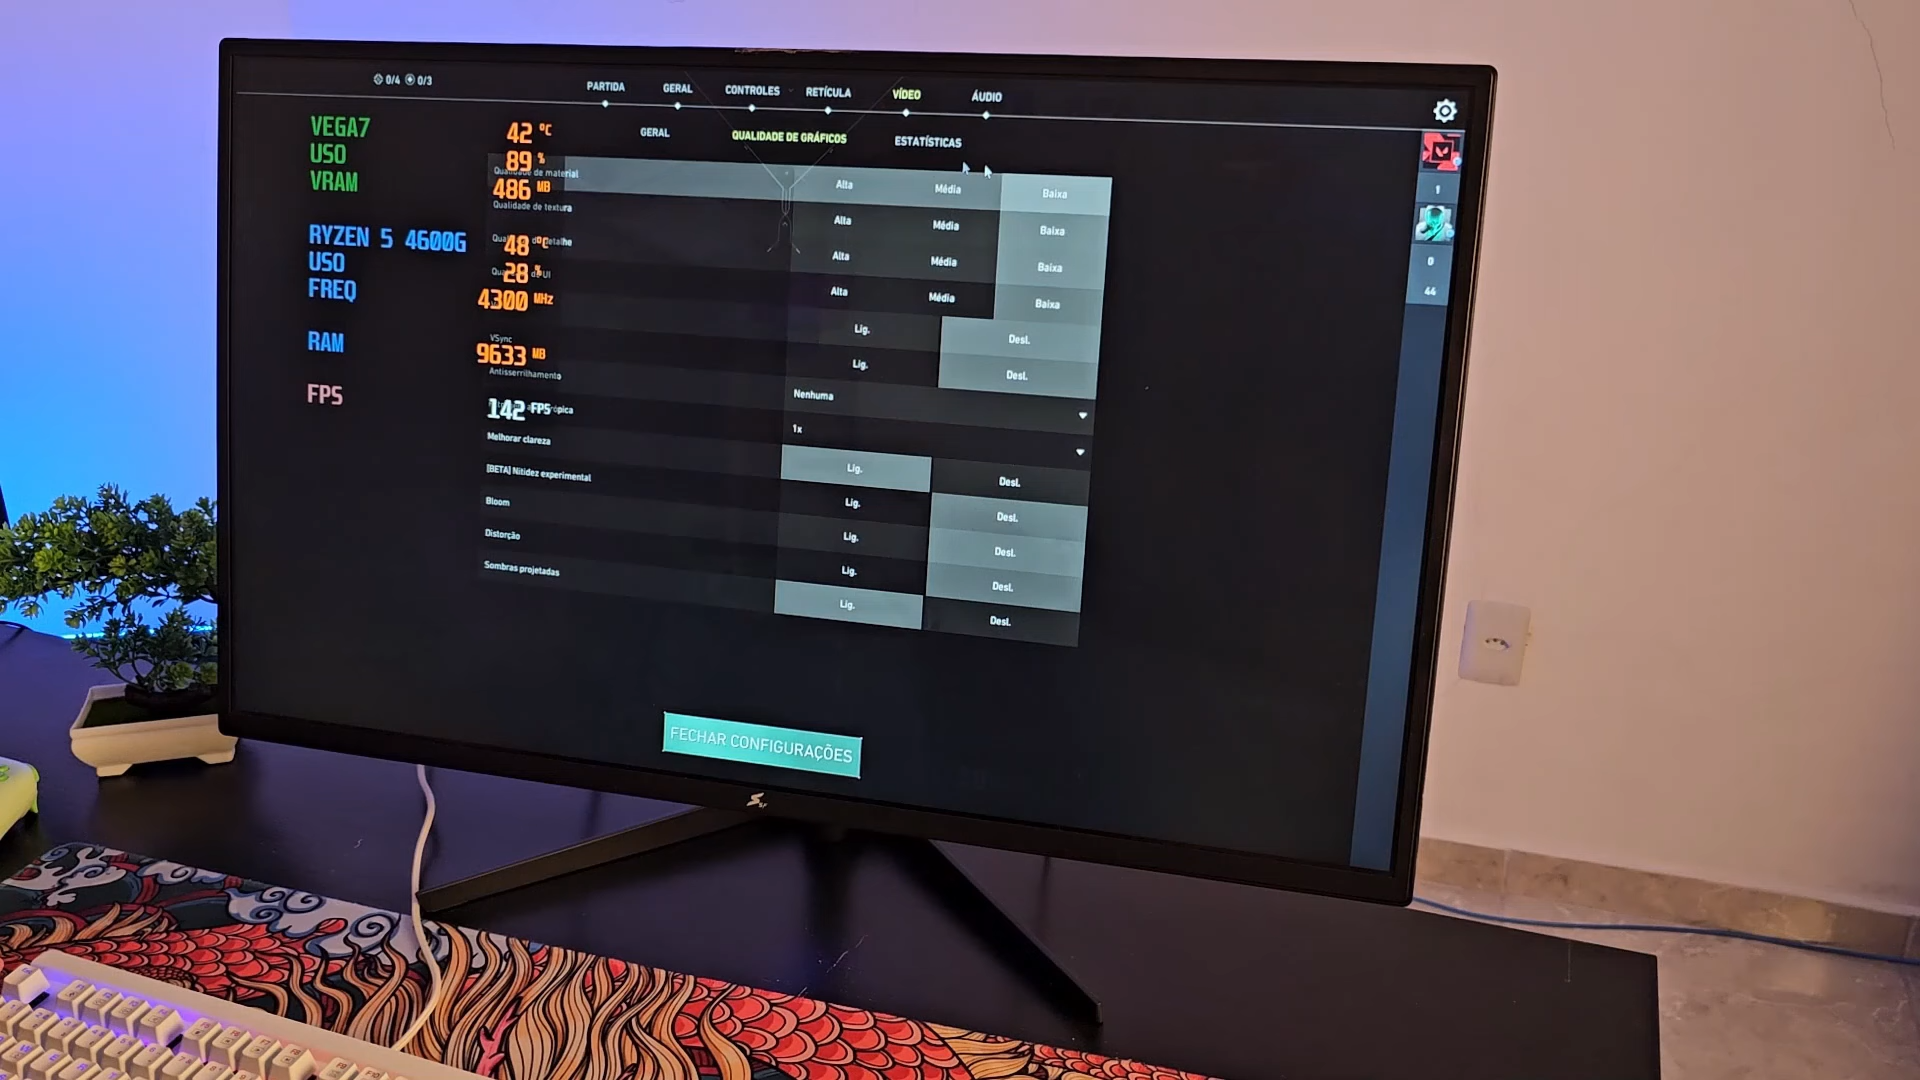 0/4 0/3
PARTIDA GERAL CONTROLES RETÍCULA VÍDEO ÁUDIO
GERAL QUALIDADE DE GRÁFICOS ESTATÍSTICAS
VEGA7 42 °C
USO 89 %
VRAM 486 MB
RYZEN 5 4600G 48 °C
USO 28 %
FREQ 4300 MHz
RAM 9633 MB
FPS 142 FPS
Qualidade de material Alta Média Baixa
Qualidade de textura Alta Média Baixa
Alta Média Baixa
Alta Média Baixa
Lig. Desl.
VSync Lig. Desl.
Antisserrilhamento Nenhuma
1x
Melhorar clareza Lig. Desl.
[BETA] Nitidez experimental Lig. Desl.
Bloom Lig. Desl.
Distorção Lig. Desl.
Sombras projetadas Lig. Desl.
FECHAR CONFIGURAÇÕES
1
0
44